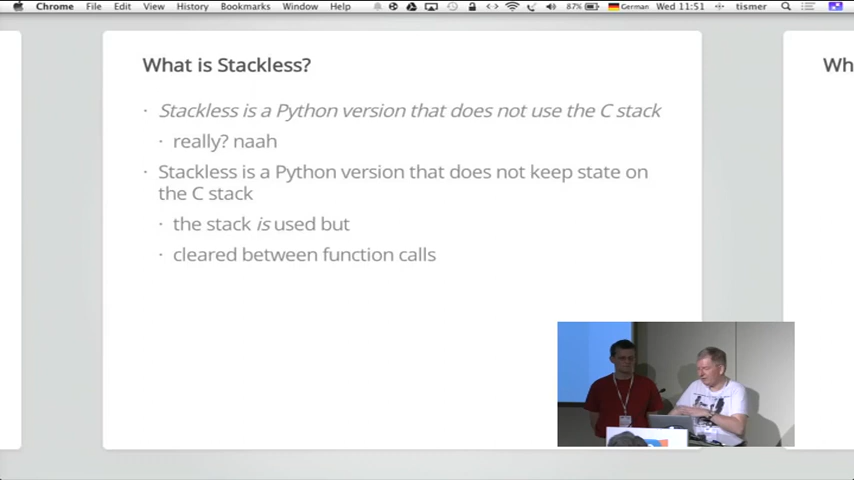 Chrome File Edit View History Bookmarks Window Help 87% German Wed 11:51 tismer
What is Stackless?
Wh
· Stackless is a Python version that does not use the C stack
· really? naah
· Stackless is a Python version that does not keep state on
the C stack
· the stack is used but
· cleared between function calls